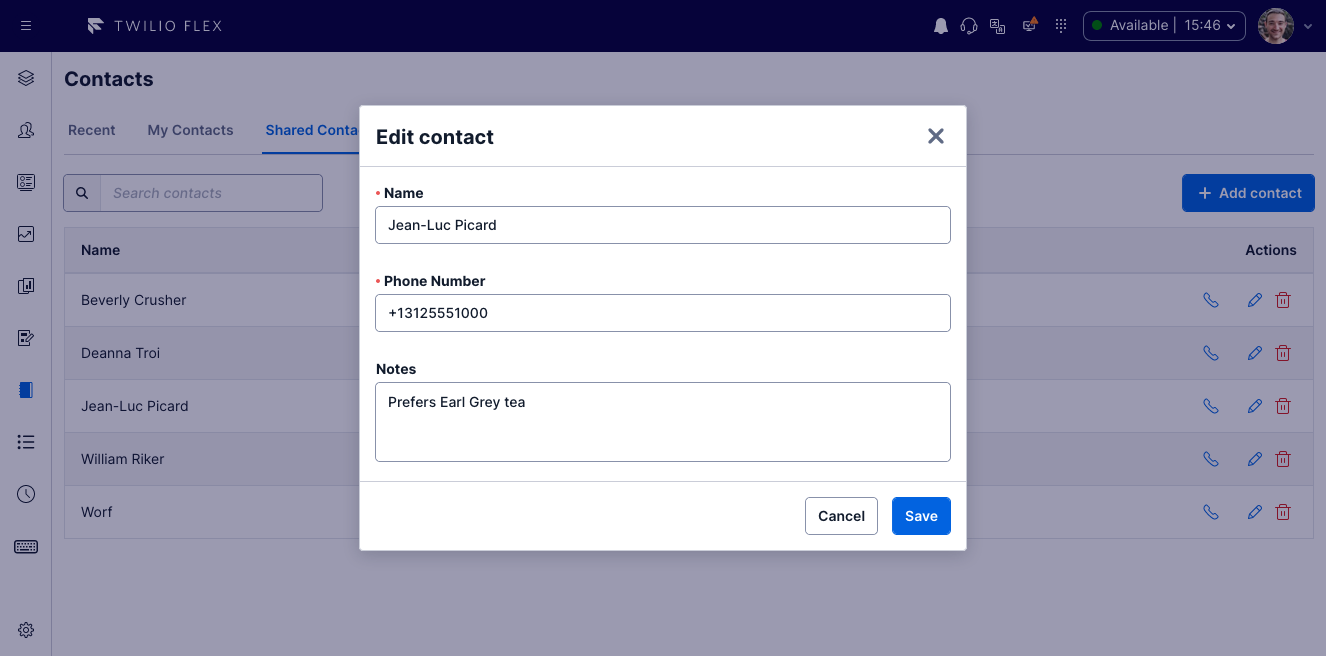 TWILIO FLEX
Available | 15:46
Contacts
Recent
My Contacts
Shared Conta
Search contacts
Add contact
Name
Actions
Beverly Crusher
Deanna Troi
Jean-Luc Picard
William Riker
Worf
Edit contact
• Name
Jean-Luc Picard
• Phone Number
+13125551000
Notes
Prefers Earl Grey tea
Cancel
Save